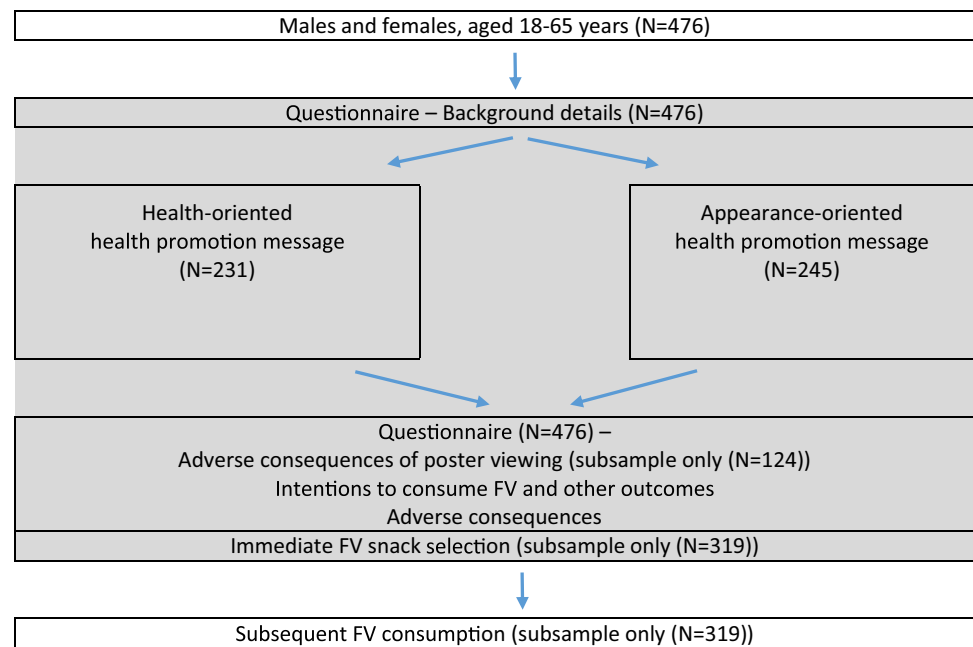 Males and females, aged 18-65 years (N=476)
Questionnaire – Background details (N=476)
Health-oriented
health promotion message
(N=231)
Appearance-oriented
health promotion message
(N=245)
Questionnaire (N=476) –
Adverse consequences of poster viewing (subsample only (N=124))
Intentions to consume FV and other outcomes
Adverse consequences
Immediate FV snack selection (subsample only (N=319))
Subsequent FV consumption (subsample only (N=319))